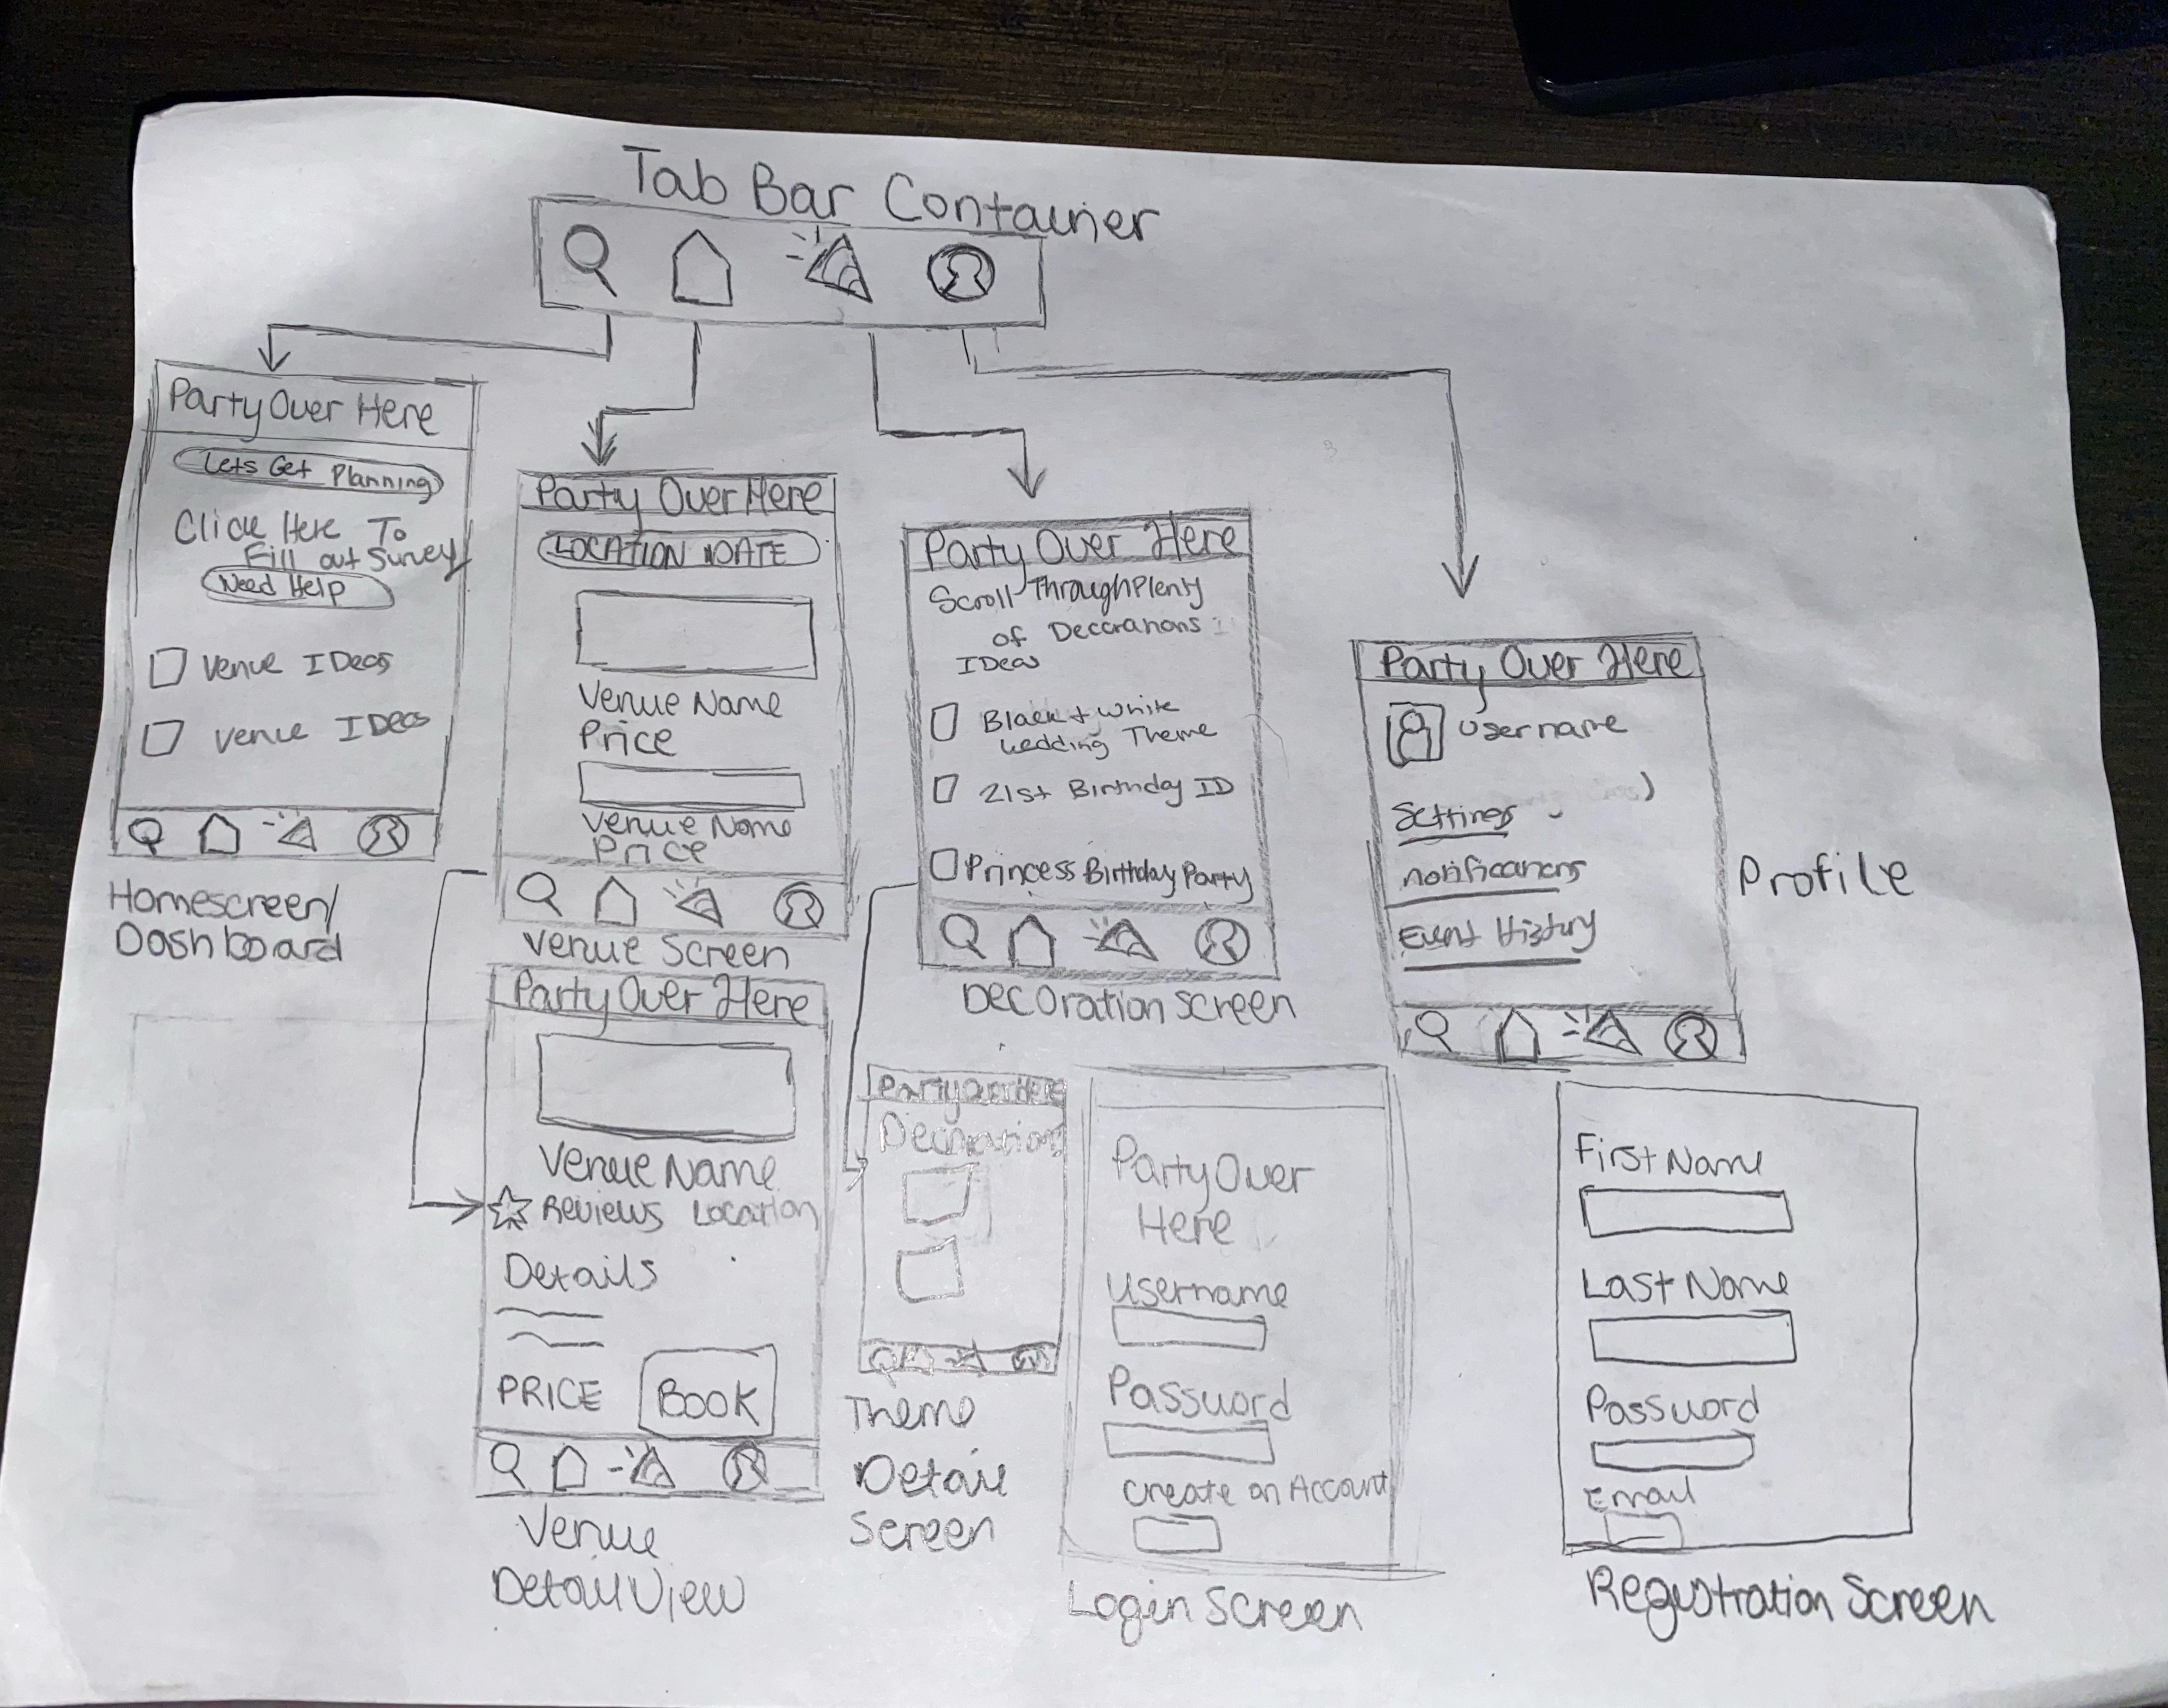 Tab Bar Container
Party Over Here
Lets Get Planning
Click Here To
Fill out Survey
Need Help
Venue IDeas
Venue IDeas
Homescreen/
Dashboard
Party Over Here
LOCATION DATE
Venue Name
Price
Venue Name
Price
Venue Screen
Party Over Here
Scroll Through Plenty
of Decorations
IDeas
Black + White
Wedding Theme
21st Birthday ID
Princess Birthday Party
Decoration Screen
Party Over Here
username
Settings
notifications
Event History
Profile
Party Over Here
Venue Name
Reviews Location
Details
PRICE
BOOK
Venue
Detail View
Party Over Here
Decorations
Theme
Detail
Screen
Party Over
Here
Username
Password
Create an Account
Login Screen
First Name
Last Name
Password
Email
Registration Screen